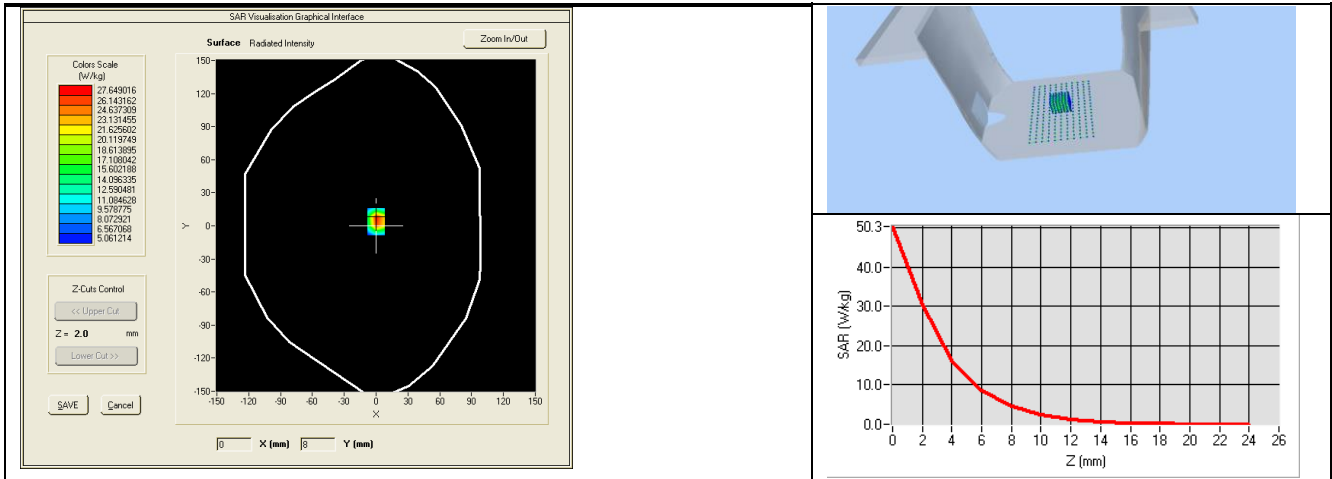 SAR Visualisation Graphical Interface
Surface Radiated Intensity
Zoom In/Out
Colors Scale
(W/kg)
27.649016
26.143162
24.637309
23.131455
21.625602
20.119749
18.613895
17.108042
15.602188
14.096335
12.590481
11.084628
9.578775
8.072921
6.567068
5.061214
Z-Cuts Control
<< Upper Cut
Z = 2.0 mm
Lower Cut >>
SAVE Cancel
150
120
90
60
30
0
-30
-60
-90
-120
-150
Y
-150 -120 -90 -60 -30 0 30 60 90 120 150
X
0 X (mm) 8 Y (mm)
50.3
40.0
30.0
20.0
10.0
0.0
SAR (W/kg)
0 2 4 6 8 10 12 14 16 18 20 22 24 26
Z (mm)